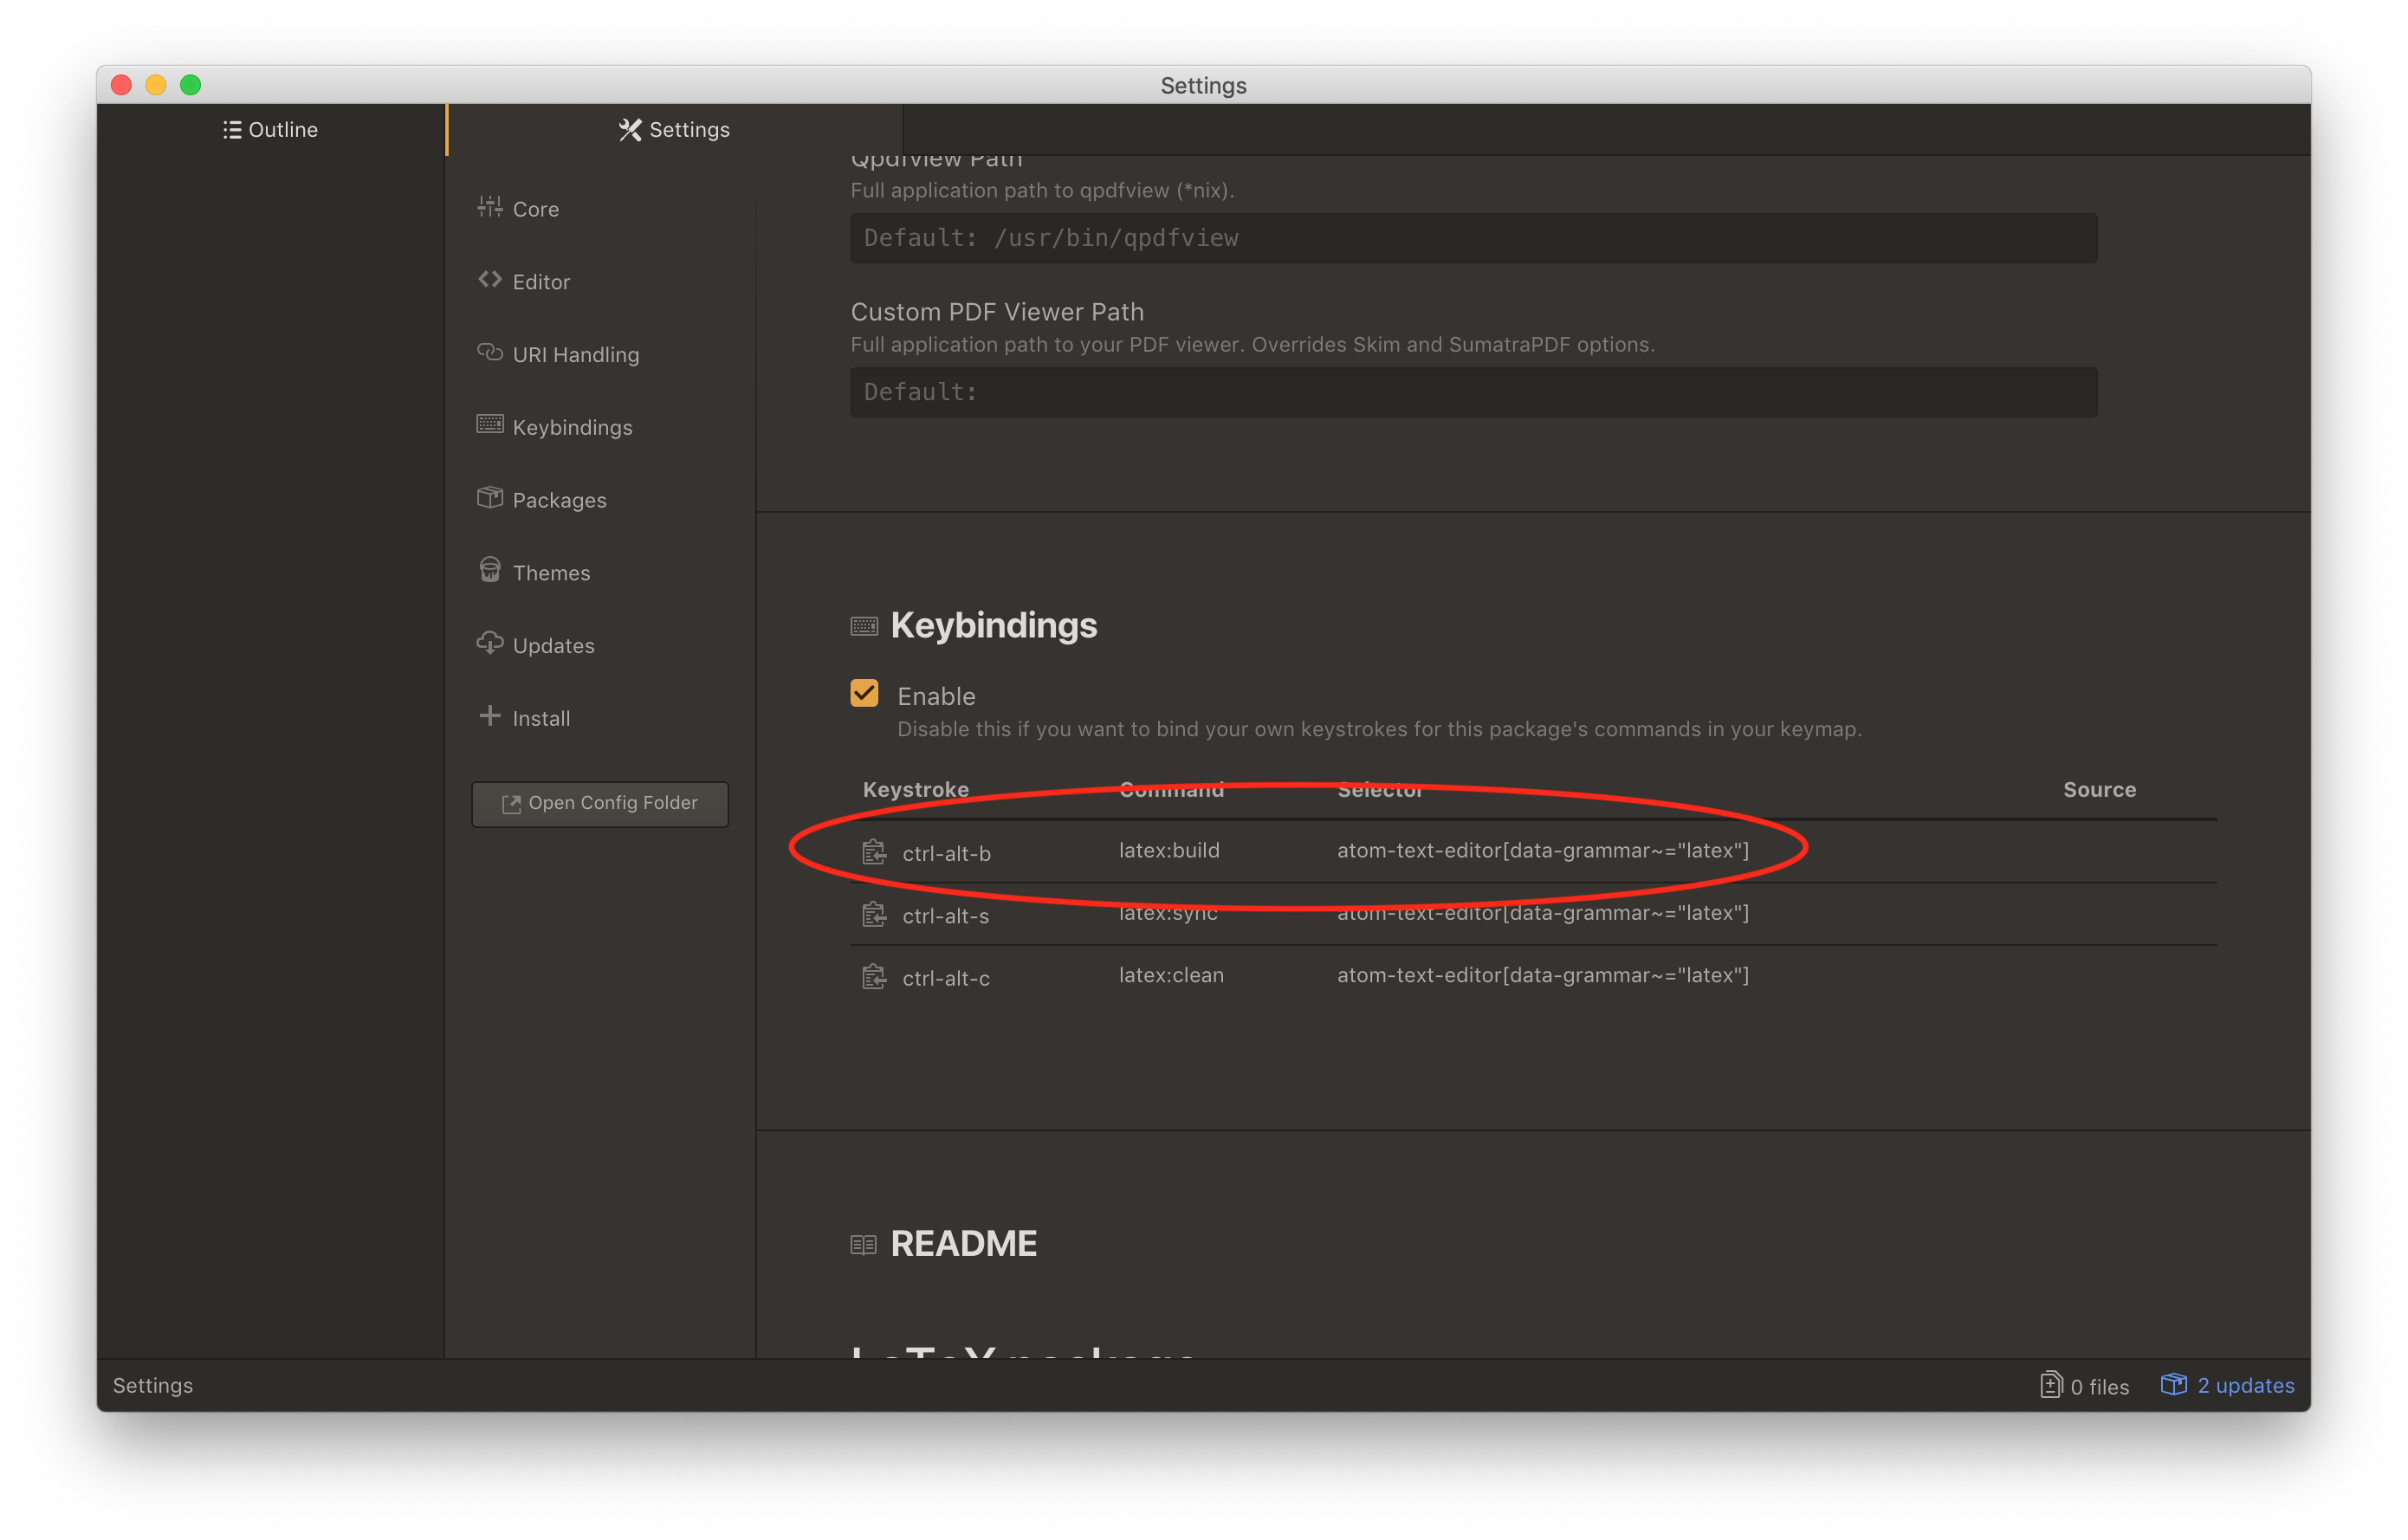 Settings
Outline
Settings
Core
Editor
URI Handling
Keybindings
Packages
Themes
Updates
Install
Open Config Folder
Qpdfview Path
Full application path to qpdfview (*nix).
Default: /usr/bin/qpdfview
Custom PDF Viewer Path
Full application path to your PDF viewer. Overrides Skim and SumatraPDF options.
Default:
Keybindings
Enable
Disable this if you want to bind your own keystrokes for this package's commands in your keymap.
Keystroke Command Selector Source
ctrl-alt-b latex:build atom-text-editor[data-grammar~="latex"]
ctrl-alt-s latex:sync atom-text-editor[data-grammar~="latex"]
ctrl-alt-c latex:clean atom-text-editor[data-grammar~="latex"]
README
LaTeX package
Settings
0 files
2 updates